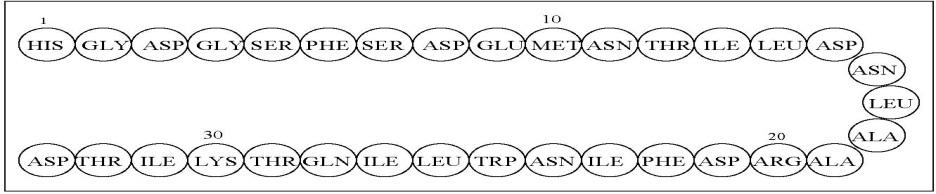 1 10
HIS GLY ASP GLY SER PHE SER ASP GLU MET ASN THR ILE LEU ASP
ASN
LEU
ALA
30 20
ASP THR ILE LYS THR GLN ILE LEU TRP ASN ILE PHE ASP ARG ALA